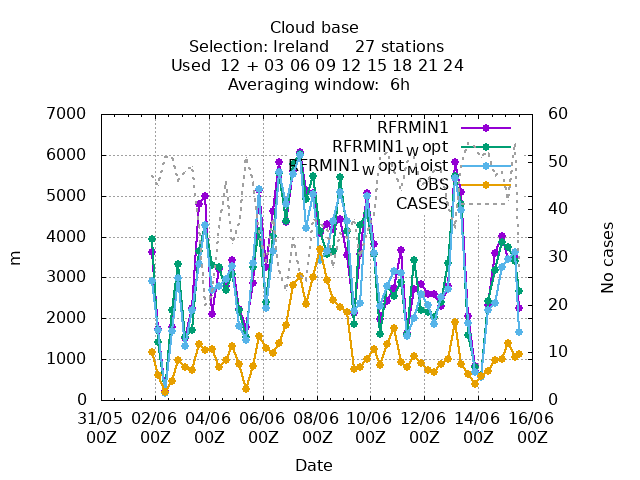 Cloud base
Selection: Ireland 27 stations
Used 12 + 03 06 09 12 15 18 21 24
Averaging window: 6h
7000
6000
5000
4000
3000
2000
1000
0
m
60
50
40
30
20
10
0
No cases
RFRMIN1
RFRMIN1_W opt
RFRMIN1_W opt_M oist
OBS
CASES
31/05 02/06 04/06 06/06 08/06 10/06 12/06 14/06 16/06
00Z 00Z 00Z 00Z 00Z 00Z 00Z 00Z 00Z
Date